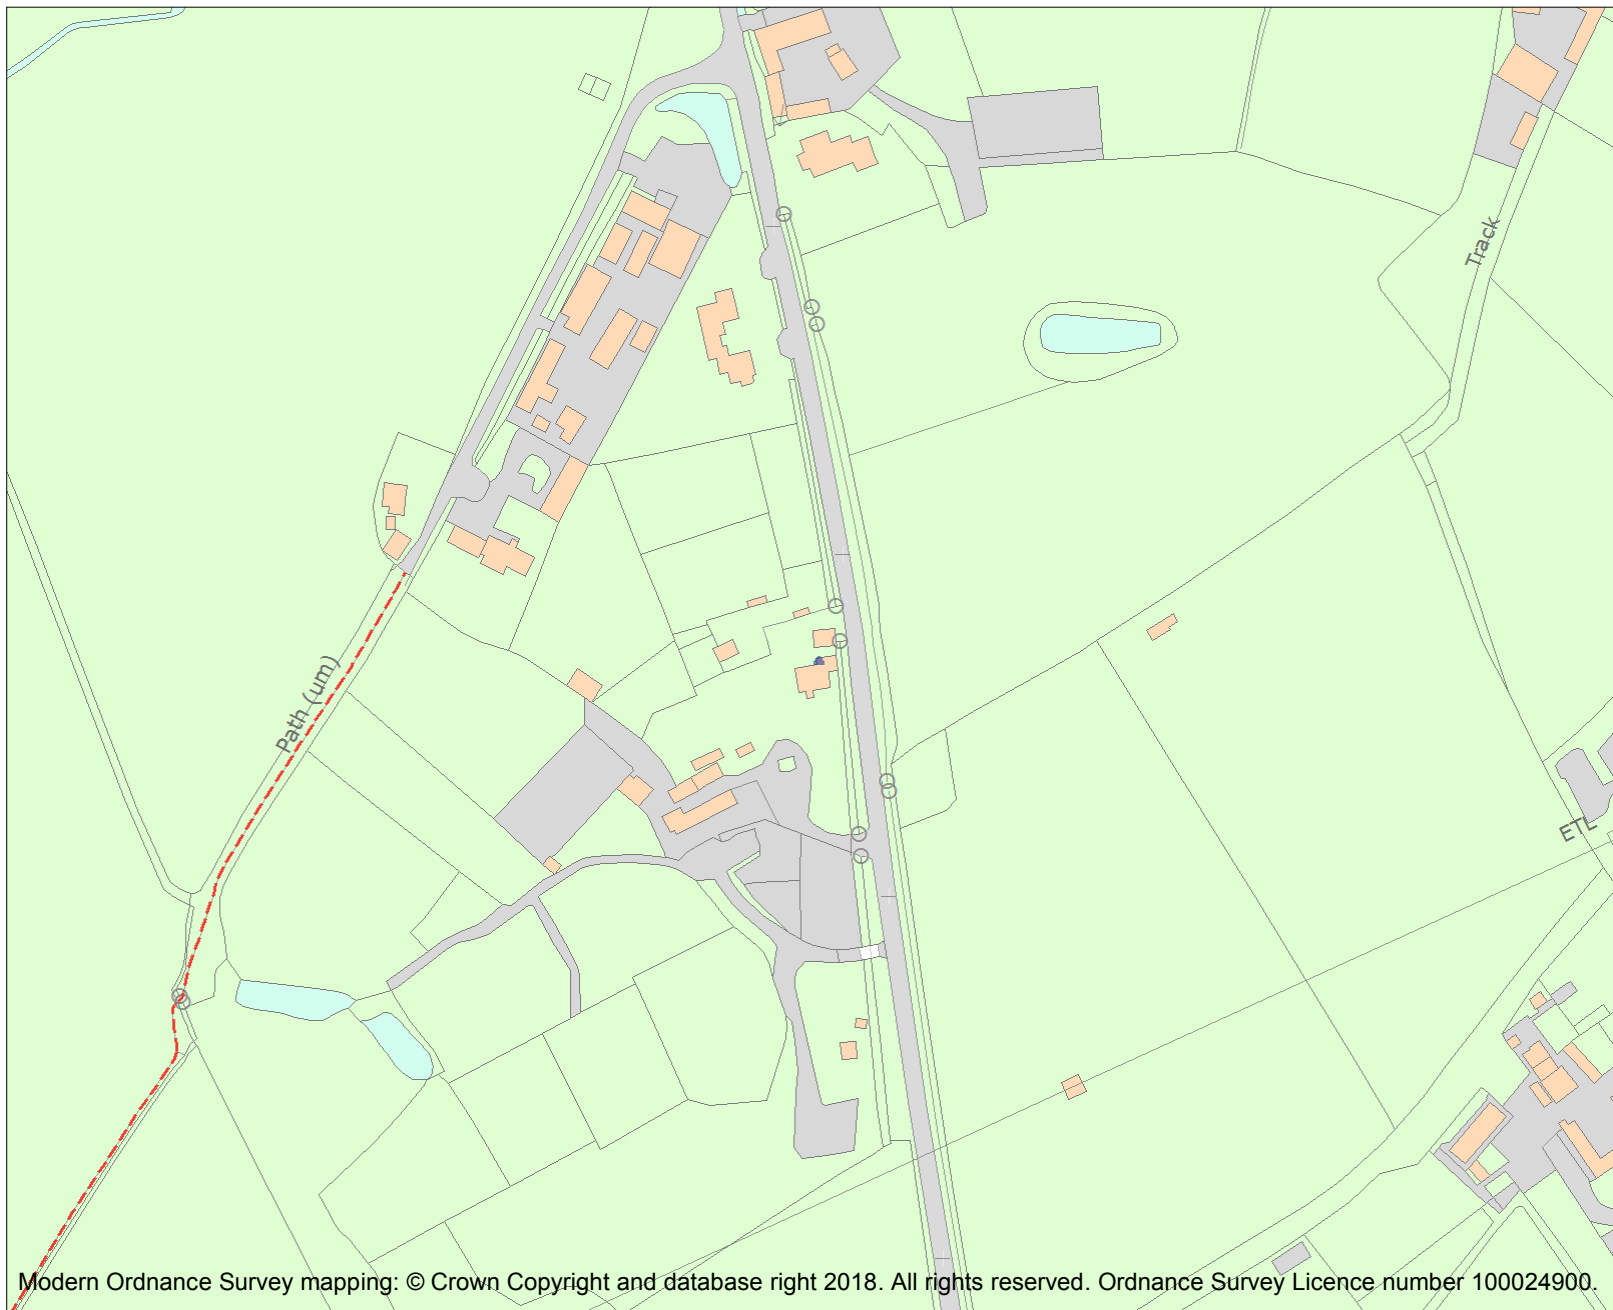 Track
Path (um)
ETL
Modern Ordnance Survey mapping: © Crown Copyright and database right 2018. All rights reserved. Ordnance Survey Licence number 100024900.